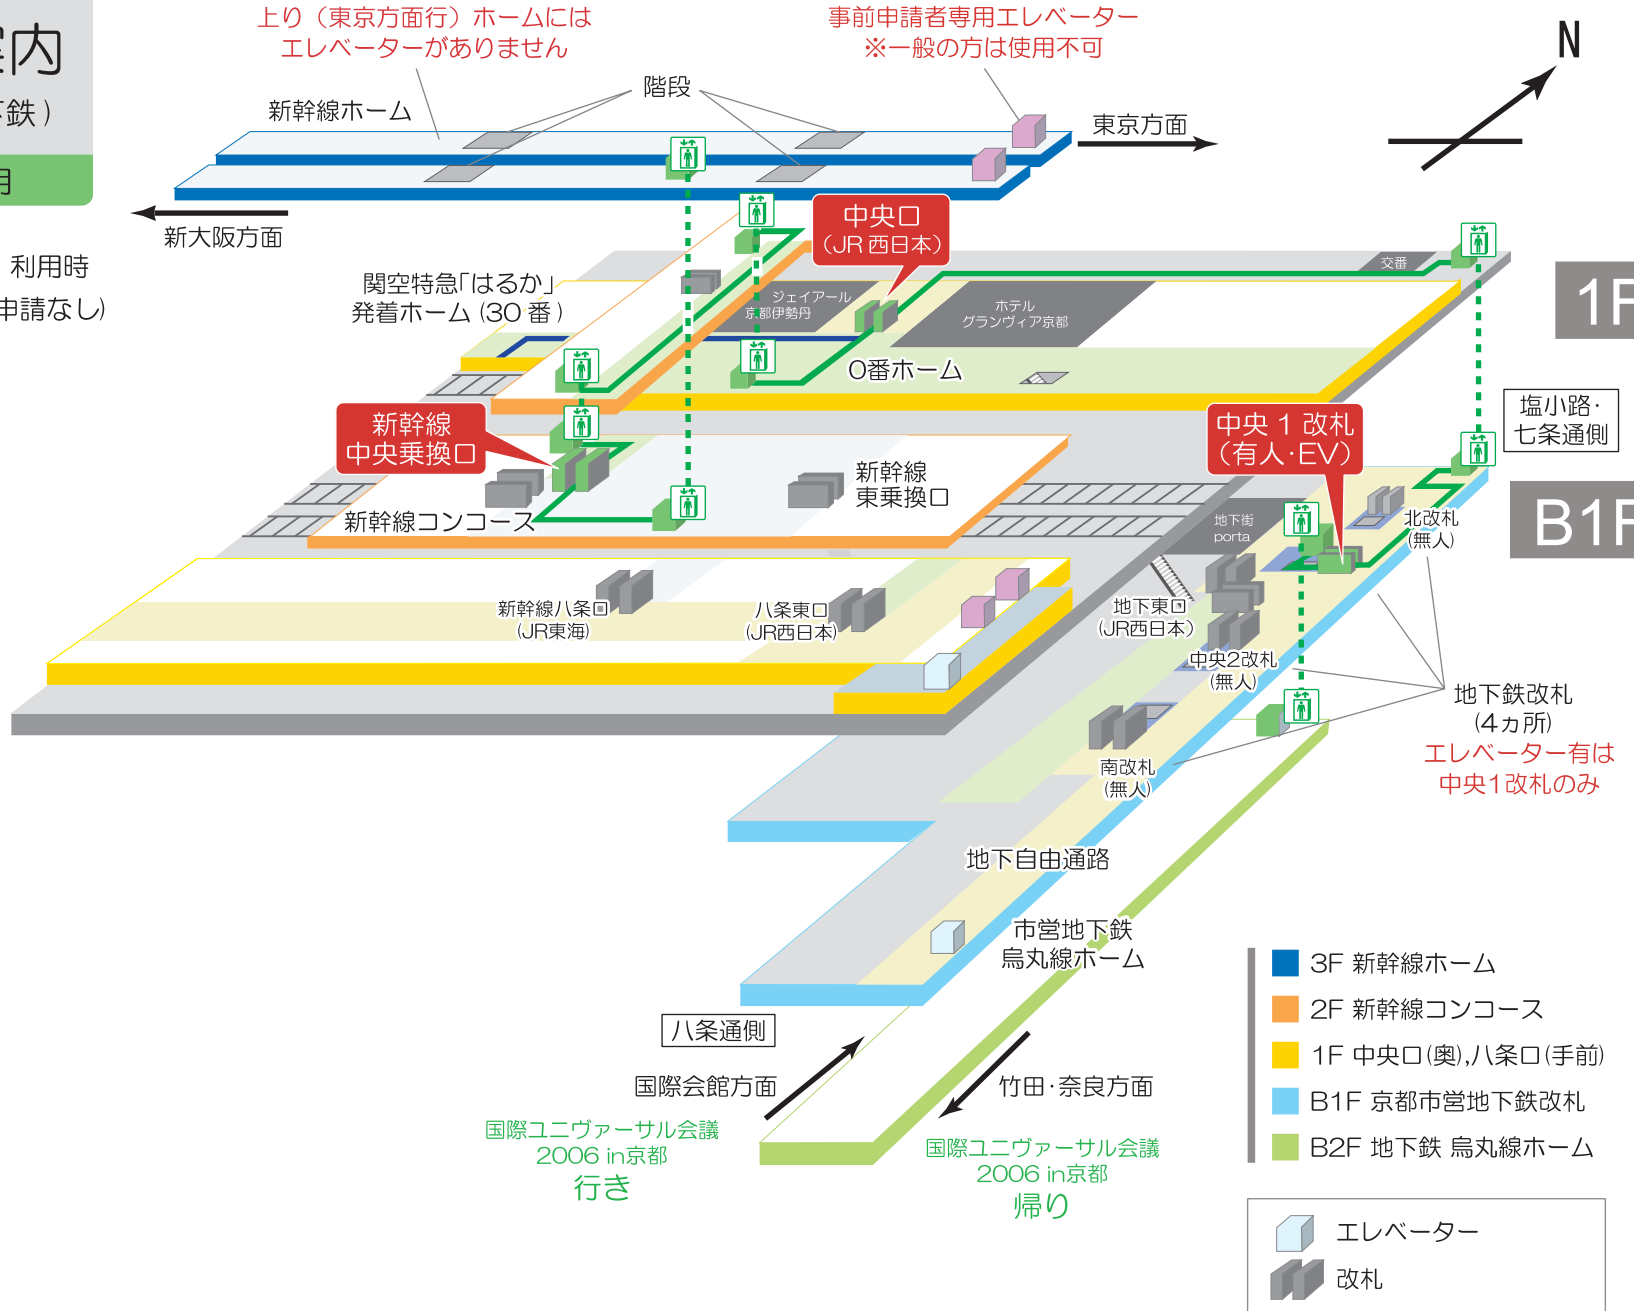 案内
下鉄)
用
利用時
申請なし)
上り（東京方面行）ホームには
エレベーターがありません
事前申請者専用エレベーター
※一般の方は使用不可
N
階段
新幹線ホーム
東京方面
新大阪方面
中央口
（JR 西日本）
関空特急「はるか」
発着ホーム (30 番 )
ジェイアール
京都伊勢丹
ホテル
グランヴィア京都
交番
1F
0番ホーム
新幹線
中央乗換口
中央 1 改札
（有人・EV）
塩小路・
七条通側
新幹線
東乗換口
新幹線コンコース
地下街
porta
北改札
(無人)
B1F
新幹線八条口
(JR東海)
八条東口
(JR西日本)
地下東口
(JR西日本)
中央2改札
(無人)
地下鉄改札
(4ヵ所)
エレベーター有は
中央1改札のみ
南改札
(無人)
地下自由通路
市営地下鉄
烏丸線ホーム
八条通側
国際会館方面
竹田・奈良方面
国際ユニヴァーサル会議
2006 in京都
行き
国際ユニヴァーサル会議
2006 in京都
帰り
3F 新幹線ホーム
2F 新幹線コンコース
1F 中央口(奥),八条口(手前)
B1F 京都市営地下鉄改札
B2F 地下鉄 烏丸線ホーム
エレベーター
改札